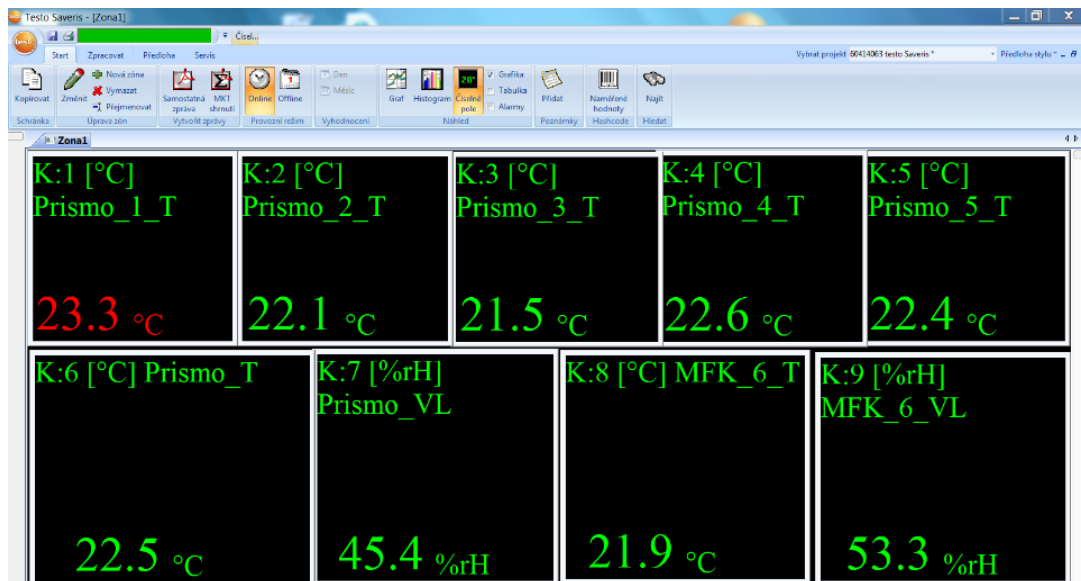 Testo Saveris - [Zona1]
Čísel...
Start Zpracovat Předloha Servis
Vybrat projekt 60414063 testo Saveris * Předloha stylu
Kopírovat
Změnit
Nová zóna
Vymazat
Přejmenovat
Samostatná zpráva
MKT shrnutí
Online
Offline
Den
Měsíc
Graf
Histogram
Číselné pole
Grafika
Tabulka
Alarmy
Přidat
Naměřené hodnoty
Najít
Schránka
Úprava zón
Vytvořit zprávy
Provozní režim
Vyhodnocení
Náhled
Poznámky
Hashcode
Hledat
Zona1
K:1 [°C]
Prismo_1_T
23.3 °C
K:2 [°C]
Prismo_2_T
22.1 °C
K:3 [°C]
Prismo_3_T
21.5 °C
K:4 [°C]
Prismo_4_T
22.6 °C
K:5 [°C]
Prismo_5_T
22.4 °C
K:6 [°C] Prismo_T
22.5 °C
K:7 [%rH]
Prismo_VL
45.4 %rH
K:8 [°C] MFK_6_T
21.9 °C
K:9 [%rH]
MFK_6_VL
53.3 %rH